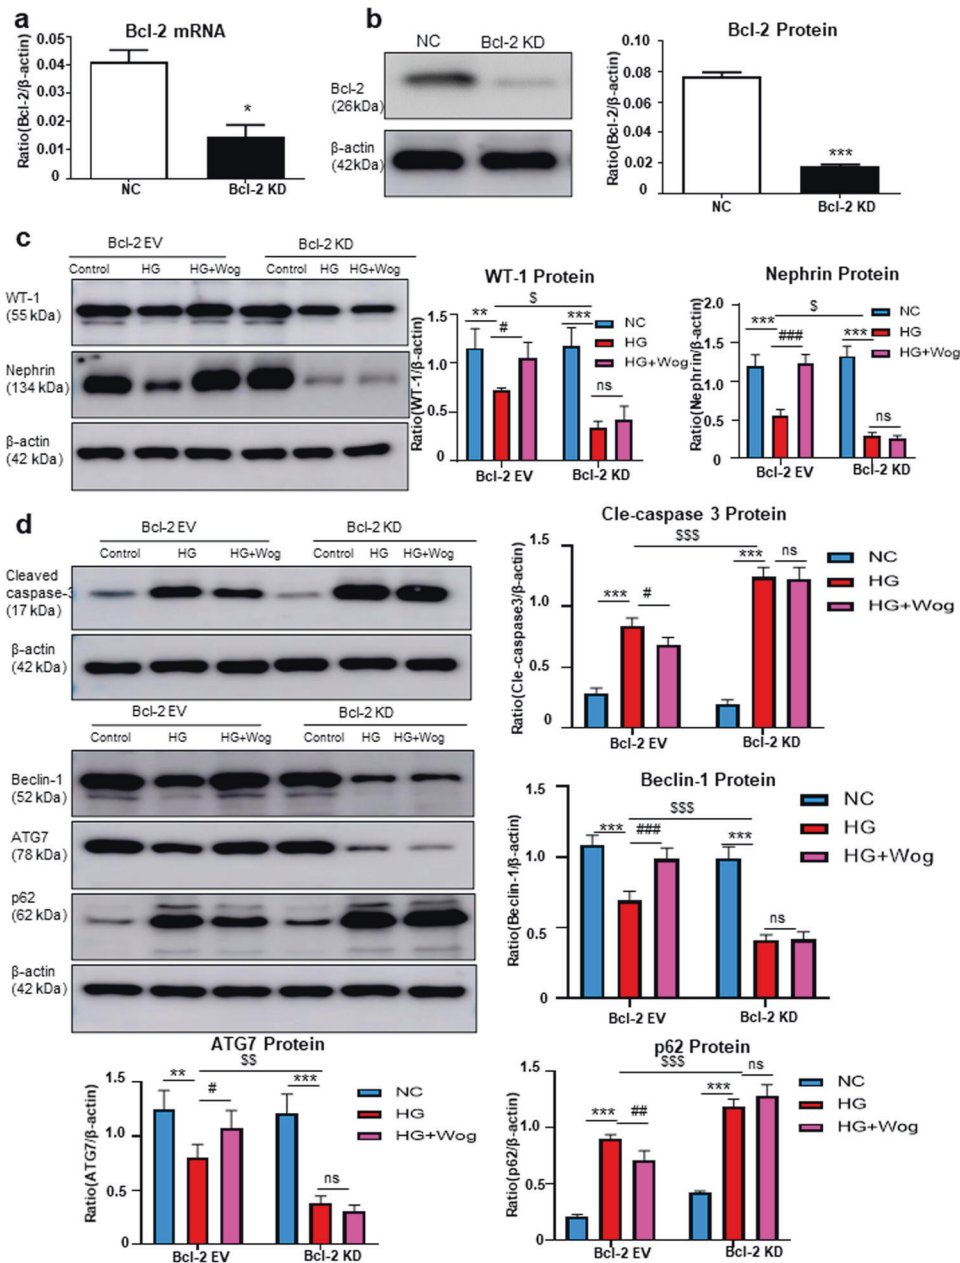 a
Bcl-2 mRNA
Ratio(Bcl-2/β-actin)
0.05
0.04
0.03
0.02
0.01
0
*
NC
Bcl-2 KD
b
NC
Bcl-2 KD
Bcl-2
(26kDa)
β-actin
(42kDa)
Bcl-2 Protein
Ratio(Bcl-2/β-actin)
0.10
0.08
0.06
0.04
0.02
0
***
NC
Bcl-2 KD
c
Bcl-2 EV
Bcl-2 KD
Control
HG
HG+Wog
Control
HG
HG+Wog
WT-1
(55 kDa)
Nephrin
(134 kDa)
β-actin
(42 kDa)
WT-1 Protein
Ratio(WT-1/β-actin)
1.5
1.0
0.5
0
$
**
#
***
ns
NC
HG
HG+Wog
Bcl-2 EV
Bcl-2 KD
Nephrin Protein
Ratio(Nephrin/β-actin)
2.0
1.5
1.0
0.5
0
$
***
###
***
ns
NC
HG
HG+Wog
Bcl-2 EV
Bcl-2 KD
d
Bcl-2 EV
Bcl-2 KD
Control
HG
HG+Wog
Control
HG
HG+Wog
Cleaved
caspase-3
(17 kDa)
β-actin
(42 kDa)
Cle-caspase 3 Protein
Ratio(Cle-caspase3/β-actin)
1.5
1.0
0.5
0
$$$
***
#
***
ns
NC
HG
HG+Wog
Bcl-2 EV
Bcl-2 KD
Bcl-2 EV
Bcl-2 KD
Control
HG
HG+Wog
Control
HG
HG+Wog
Beclin-1
(52 kDa)
ATG7
(78 kDa)
p62
(62 kDa)
β-actin
(42 kDa)
Beclin-1 Protein
Ratio(Beclin-1/β-actin)
1.5
1.0
0.5
0
$$$
***
###
***
ns
NC
HG
HG+Wog
Bcl-2 EV
Bcl-2 KD
ATG7 Protein
Ratio(ATG7/β-actin)
1.5
1.0
0.5
0
$$
**
#
***
ns
NC
HG
HG+Wog
Bcl-2 EV
Bcl-2 KD
p62 Protein
Ratio(p62/β-actin)
1.5
1.0
0.5
0
$$$
***
##
***
ns
NC
HG
HG+Wog
Bcl-2 EV
Bcl-2 KD